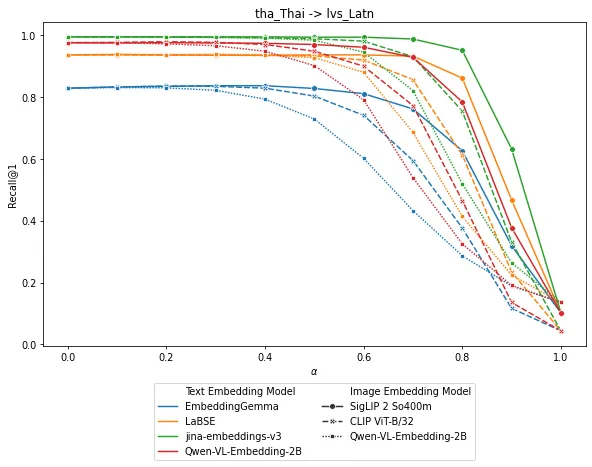 tha_Thai -> lvs_Latn
1.0
0.8
0.6
0.4
0.2
0.0
Recall@1
0.0 0.2 0.4 0.6 0.8 1.0
α
Text Embedding Model Image Embedding Model
EmbeddingGemma SigLIP 2 So400m
LaBSE CLIP ViT-B/32
jina-embeddings-v3 Qwen-VL-Embedding-2B
Qwen-VL-Embedding-2B